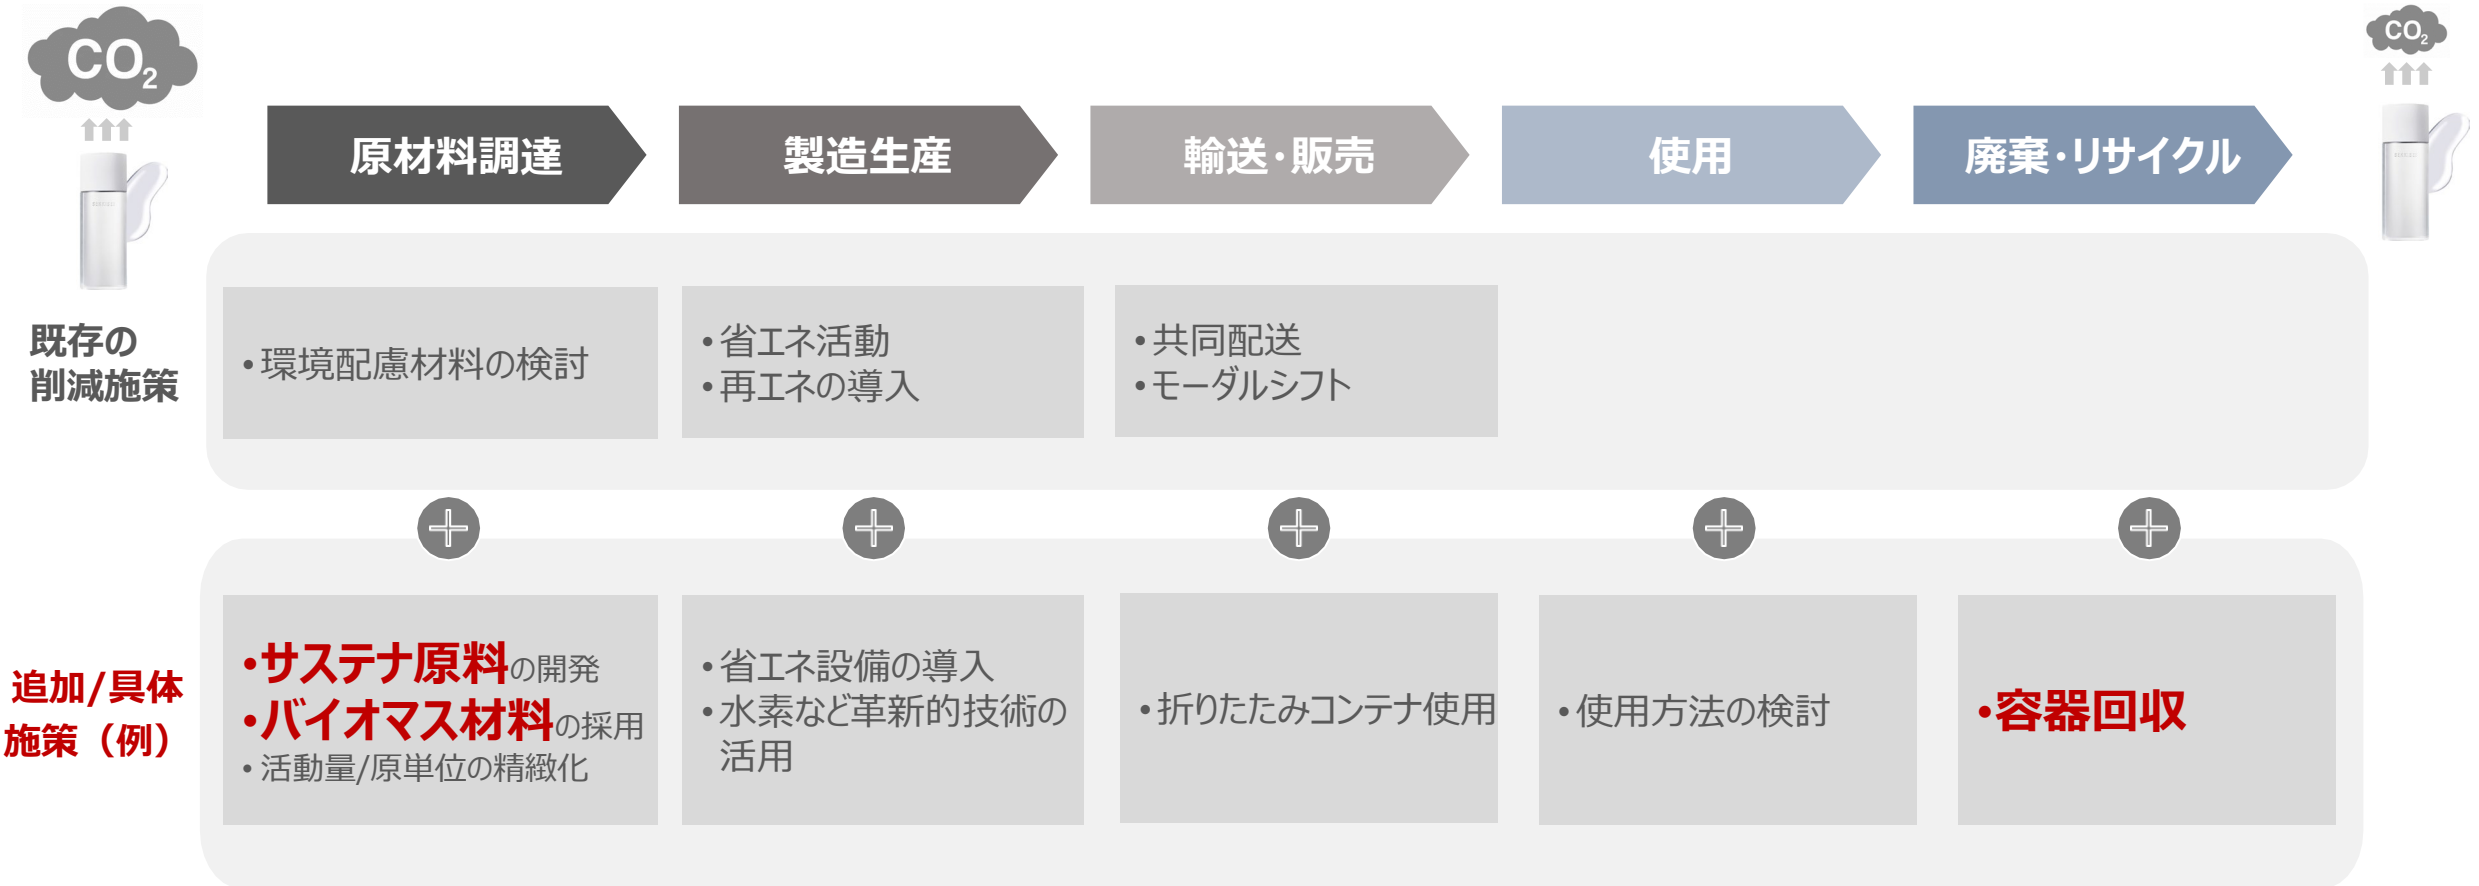 CO2
CO2
原材料調達
製造生産
輸送・販売
使用
廃棄・リサイクル
既存の
削減施策
・環境配慮材料の検討
・省エネ活動
・再エネの導入
・共同配送
・モーダルシフト
追加/具体
施策（例）
・サステナ原料の開発
・バイオマス材料の採用
・活動量/原単位の精緻化
・省エネ設備の導入
・水素など革新的技術の
活用
・折りたたみコンテナ使用
・使用方法の検討
・容器回収